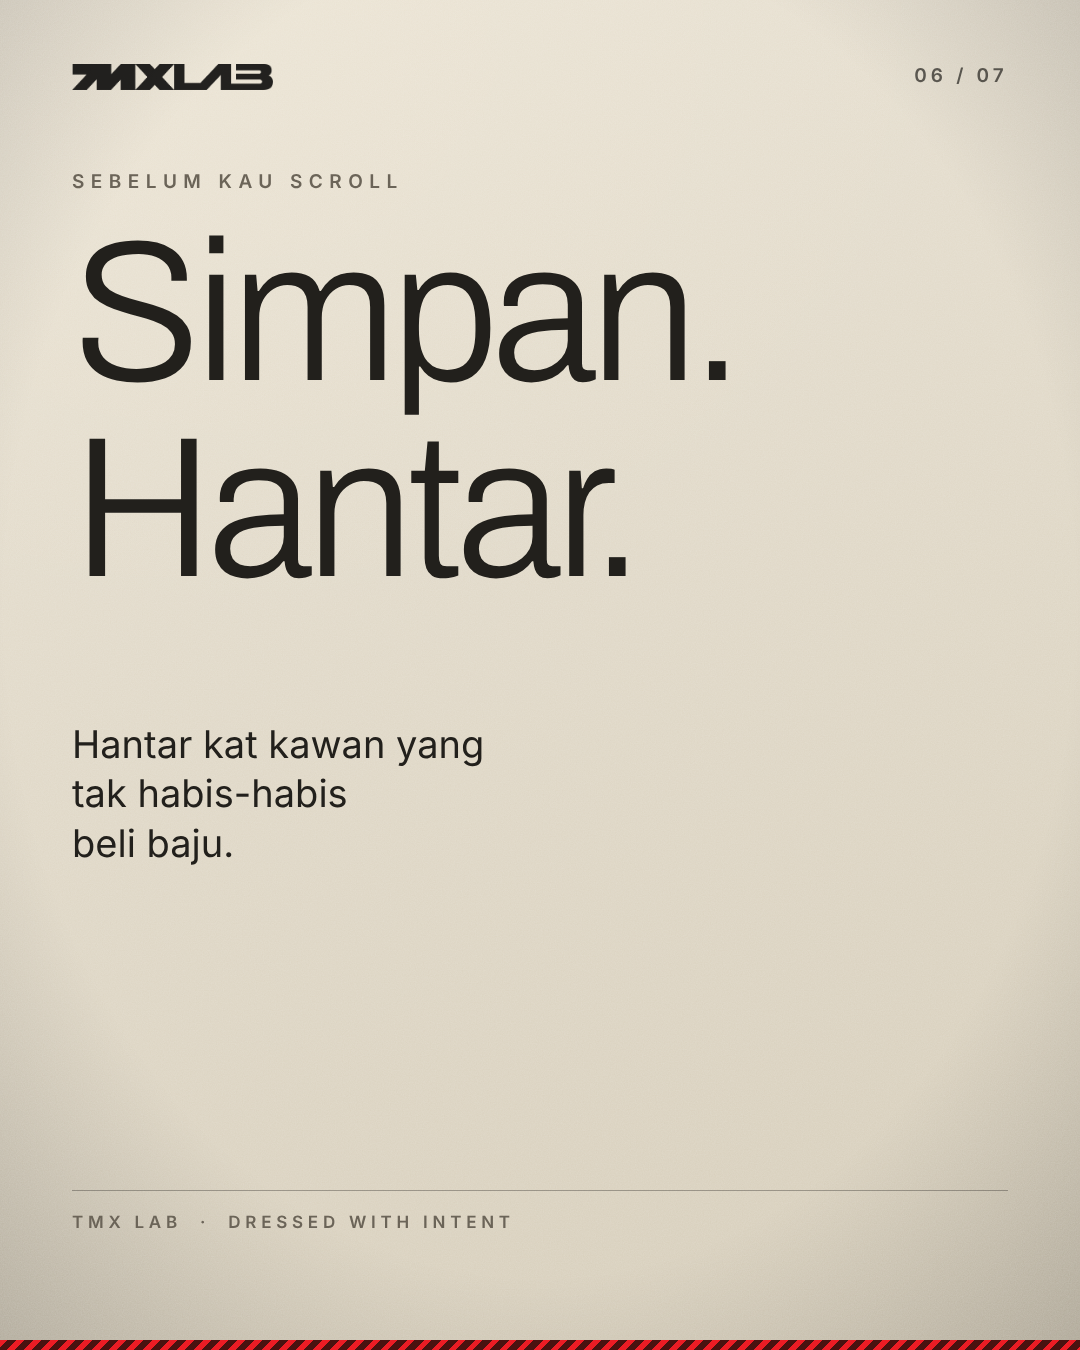 TMXLAB
06 / 07
SEBELUM KAU SCROLL
Simpan.
Hantar.
Hantar kat kawan yang
tak habis-habis
beli baju.
TMX LAB · DRESSED WITH INTENT